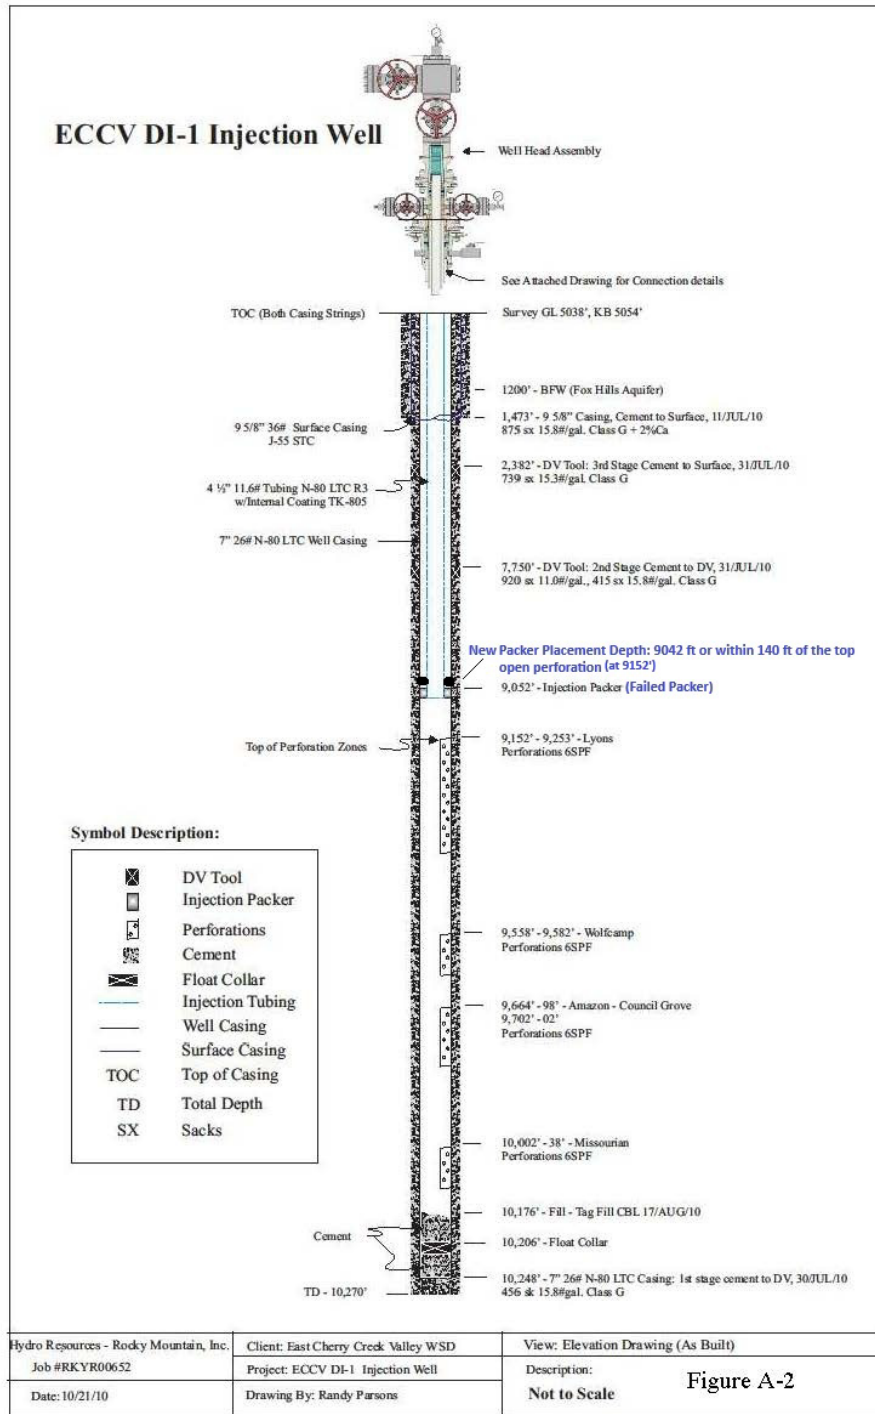 ECCV DI-1 Injection Well
Well Head Assembly
See Attached Drawing for Connection details
TOC (Both Casing Strings)
Survey GL 5038', KB 5054'
1200' - BFW (Fox Hills Aquifer)
9 5/8" 36# Surface Casing
J-55 STC
1,473' - 9 5/8" Casing, Cement to Surface, 11/JUL/10
875 sx 15.8#/gal. Class G + 2%Ca
2,382' - DV Tool: 3rd Stage Cement to Surface, 31/JUL/10
739 sx 15.3#/gal. Class G
4 ½" 11.6# Tubing N-80 LTC R3
w/Internal Coating TK-805
7" 26# N-80 LTC Well Casing
7,750' - DV Tool: 2nd Stage Cement to DV, 31/JUL/10
920 sx 11.0#/gal., 415 sx 15.8#/gal. Class G
New Packer Placement Depth: 9042 ft or within 140 ft of the top
open perforation (at 9152')
9,052' - Injection Packer (Failed Packer)
Top of Perforation Zones
9,152' - 9,253' - Lyons
Perforations 6SPF
Symbol Description:
DV Tool
Injection Packer
Perforations
Cement
Float Collar
Injection Tubing
Well Casing
Surface Casing
TOC Top of Casing
TD Total Depth
SX Sacks
9,558' - 9,582' - Wolfcamp
Perforations 6SPF
9,664' - 98' - Amazon - Council Grove
9,702' - 02'
Perforations 6SPF
10,002' - 38' - Missourian
Perforations 6SPF
10,176' - Fill - Tag Fill CBL 17/AUG/10
Cement
10,206' - Float Collar
TD - 10,270'
10,248' - 7" 26# N-80 LTC Casing: 1st stage cement to DV, 30/JUL/10
456 sk 15.8#gal. Class G
Hydro Resources - Rocky Mountain, Inc.
Job #RKYR00652
Date: 10/21/10
Client: East Cherry Creek Valley WSD
Project: ECCV DI-1 Injection Well
Drawing By: Randy Parsons
View: Elevation Drawing (As Built)
Description:
Not to Scale
Figure A-2